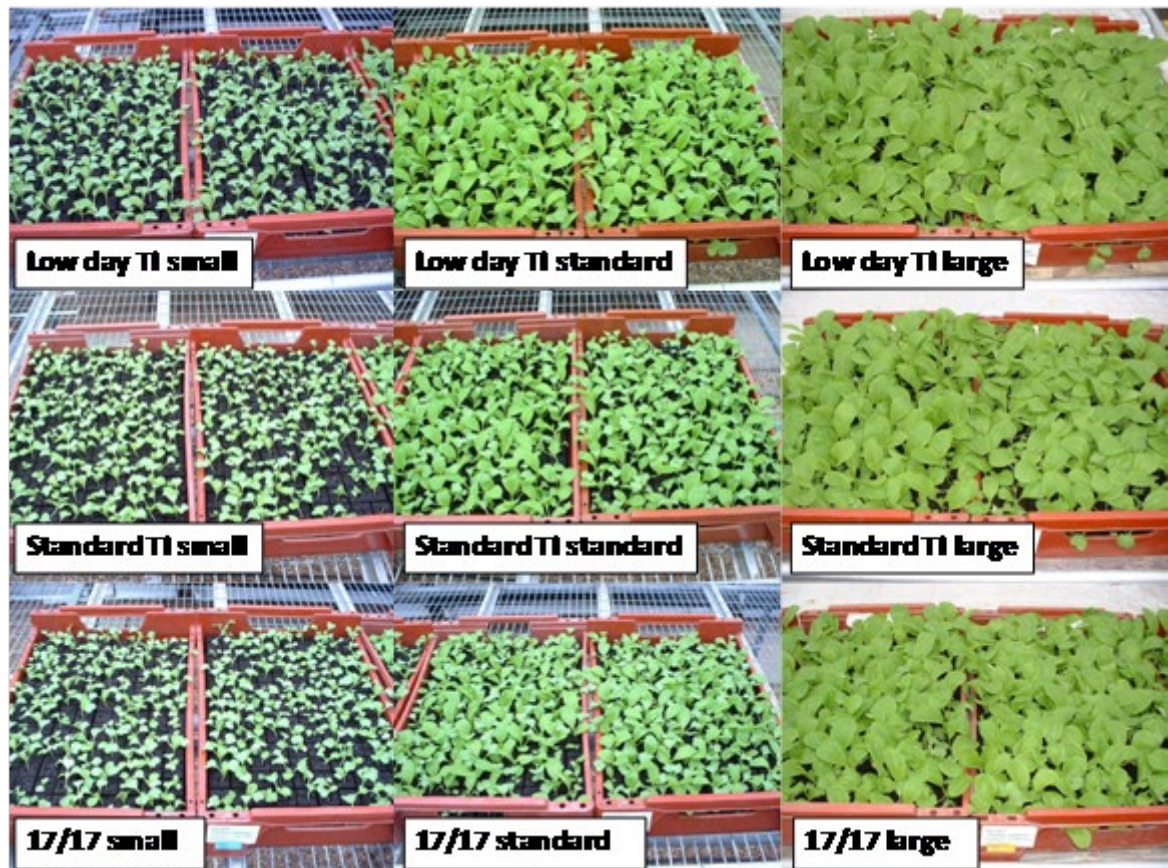 Low day TI small
Low day TI standard
Low day TI large
Standard TI small
Standard TI standard
Standard TI large
17/17 small
17/17 standard
17/17 large